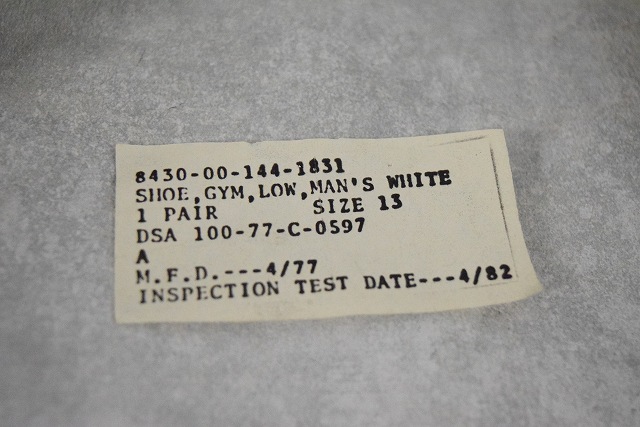 8430-00-144-1831
SHOE,GYM,LOW,MAN'S WHITE
1 PAIR SIZE 13
DSA 100-77-C-0597
A
M.F.D.---4/77
INSPECTION TEST DATE---4/82